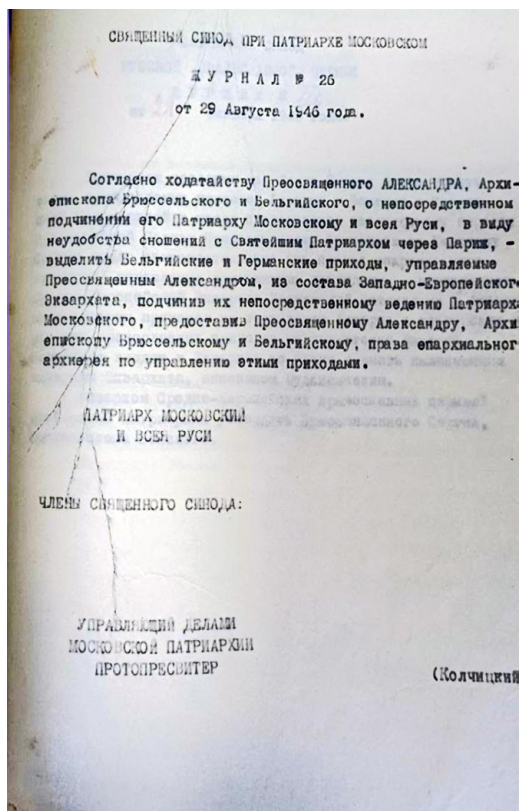 СВЯЩЕННЫЙ СИНОД ПРИ ПАТРИАРХЕ МОСКОВСКОМ
ЖУРНАЛ № 26
от 29 Августа 1946 года.
Согласно ходатайству Преосвященного АЛЕКСАНДРА, Архи-
епископа Брюссельского и Бельгийского, о непосредственном
подчинении его Патриарху Московскому и всея Руси, в виду
неудобства сношений с Святейшим Патриархом через Париж, -
выделить Бельгийские и Германские приходы, управляемые
Преосвященным Александром, из состава Западно-Европейского
Экзархата, подчинив их непосредственному ведению Патриарха
Московского, предоставив Преосвященному Александру, Архи
епископу Брюссельскому и Бельгийскому, права епархиальног
архиерея по управлению этими приходами.
ПАТРИАРХ МОСКОВСКИЙ
И ВСЕЯ РУСИ
ЧЛЕНЫ СВЯЩЕННОГО СИНОДА:
УПРАВЛЯЮЩИЙ ДЕЛАМИ
МОСКОВСКОЙ ПАТРИАРХИИ
ПРОТОПРЕСВИТЕР
(Колчицкий